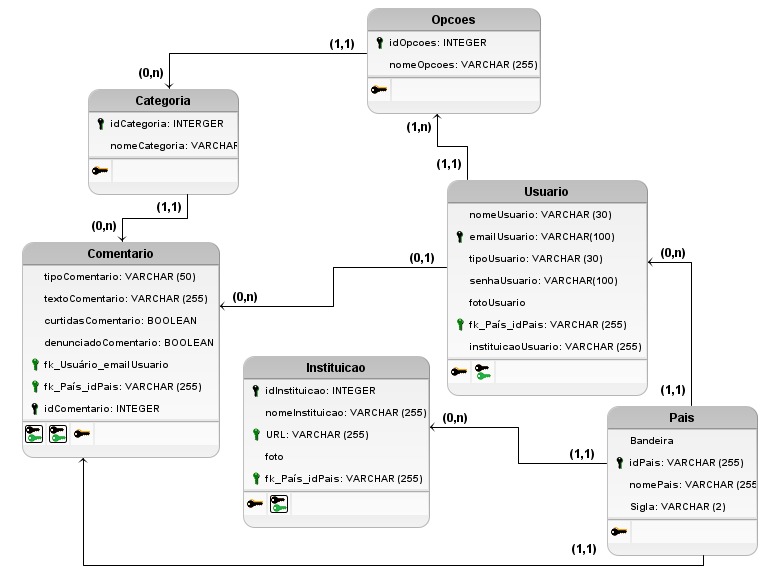 Opcoes
idOpcoes: INTEGER
nomeOpcoes: VARCHAR (255)
(1,1)
(0,n)
Categoria
idCategoria: INTERGER
nomeCategoria: VARCHAR
(1,n)
(1,1)
(1,1)
(0,n)
Usuario
nomeUsuario: VARCHAR (30)
emailUsuario: VARCHAR(100)
tipoUsuario: VARCHAR (30)
senhaUsuario: VARCHAR(100)
fotoUsuario
fk_País_idPais: VARCHAR (255)
instituicaoUsuario: VARCHAR (255)
(0,n)
(0,1)
(0,n)
Comentario
tipoComentario: VARCHAR (50)
textoComentario: VARCHAR (255)
curtidasComentario: BOOLEAN
denunciadoComentario: BOOLEAN
fk_Usuário_emailUsuario
fk_País_idPais: VARCHAR (255)
idComentario: INTEGER
Instituicao
idInstituicao: INTEGER
nomeInstituicao: VARCHAR (255)
URL: VARCHAR (255)
foto
fk_País_idPais: VARCHAR (255)
(0,n)
(1,1)
(1,1)
Pais
Bandeira
idPais: VARCHAR (255)
nomePais: VARCHAR (255
Sigla: VARCHAR (2)
(1,1)